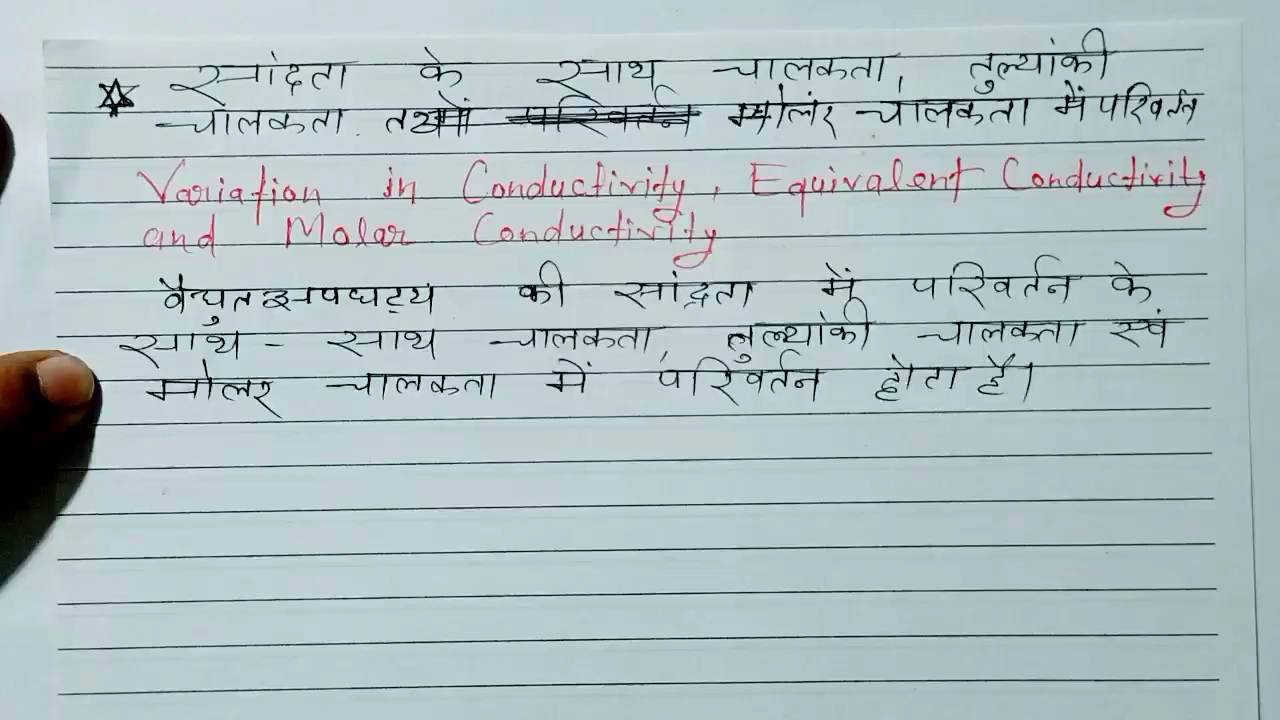 सांद्रता के साथ चालकता, तुल्यांकी
चालकता तथा मोलर चालकता में परिवर्तन
Variation in Conductivity, Equivalent Conductivity
and Molar Conductivity
वैद्युतअपघट्य की सांद्रता में परिवर्तन के
साथ - साथ चालकता, तुल्यांकी चालकता एवं
मोलर चालकता में परिवर्तन होता है।